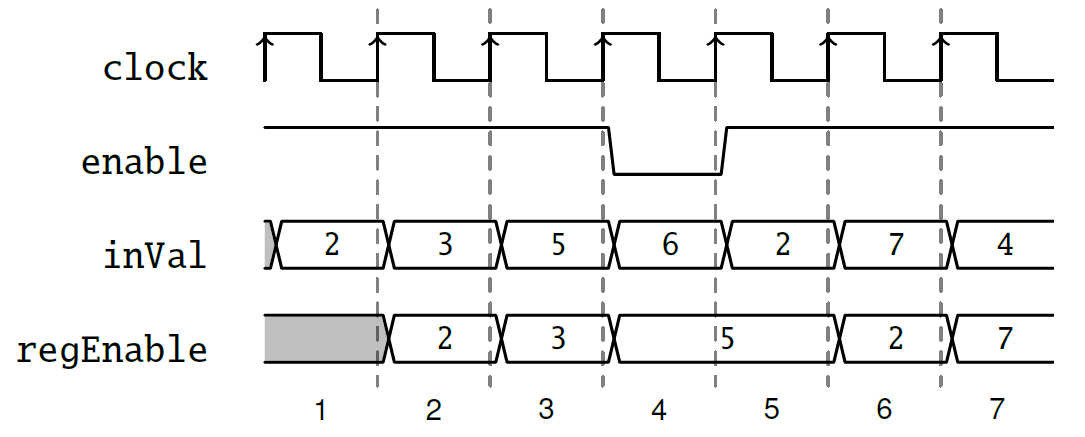 clock
enable
inVal 2 3 5 6 2 7 4
regEnable 2 3 5 2 7
1 2 3 4 5 6 7